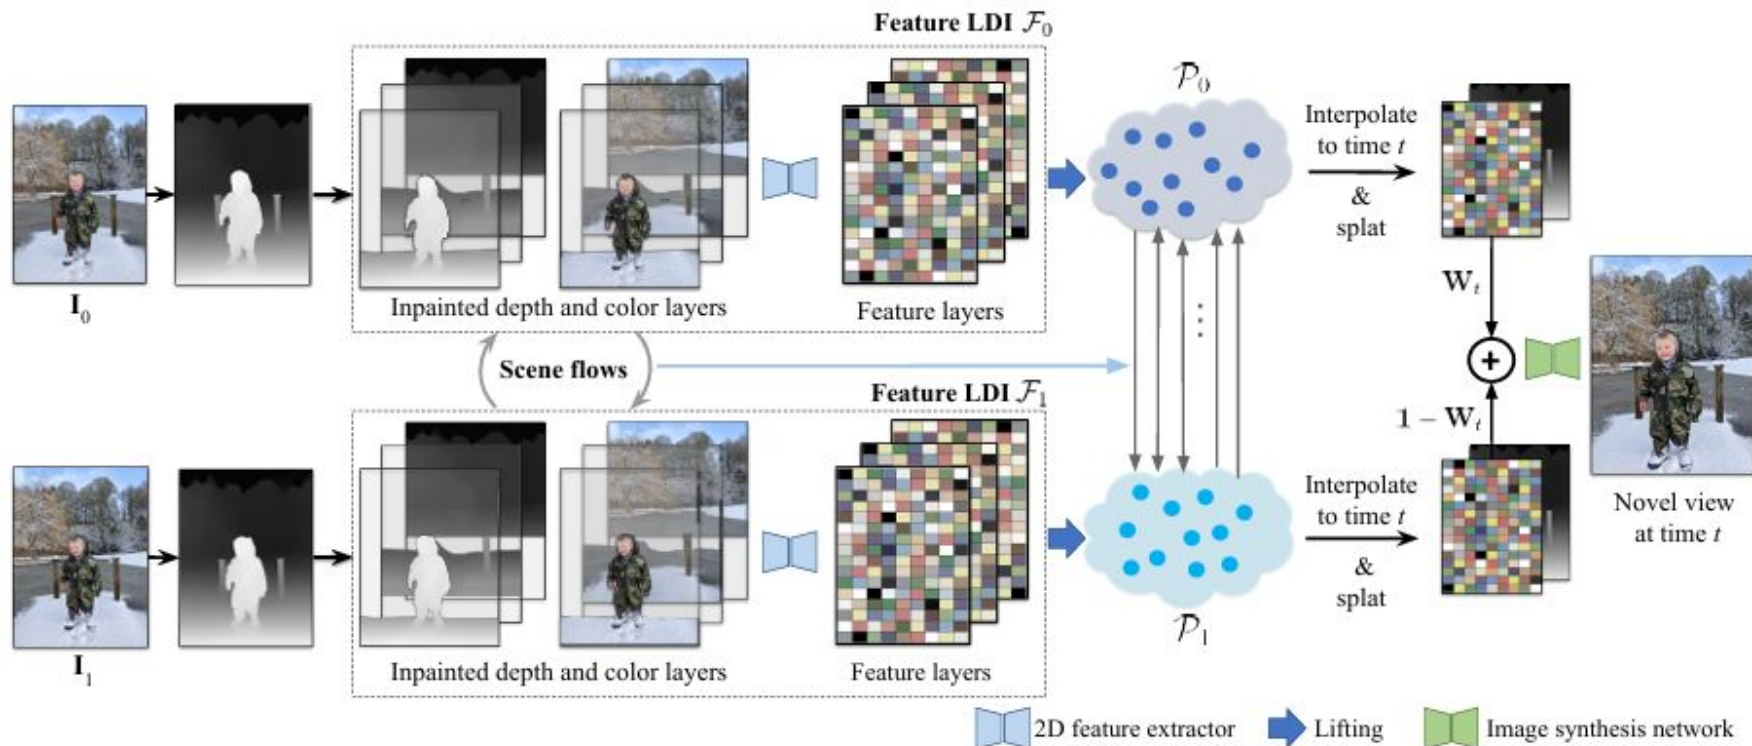 Feature LDI 𝓕₀
𝒫₀
Interpolate
to time t
&
splat
I₀
Inpainted depth and color layers
Feature layers
Wₜ
Scene flows
+
⋮
Feature LDI 𝓕₁
1 − Wₜ
Interpolate
to time t
&
splat
Novel view
at time t
𝒫₁
I₁
Inpainted depth and color layers
Feature layers
2D feature extractor
Lifting
Image synthesis network